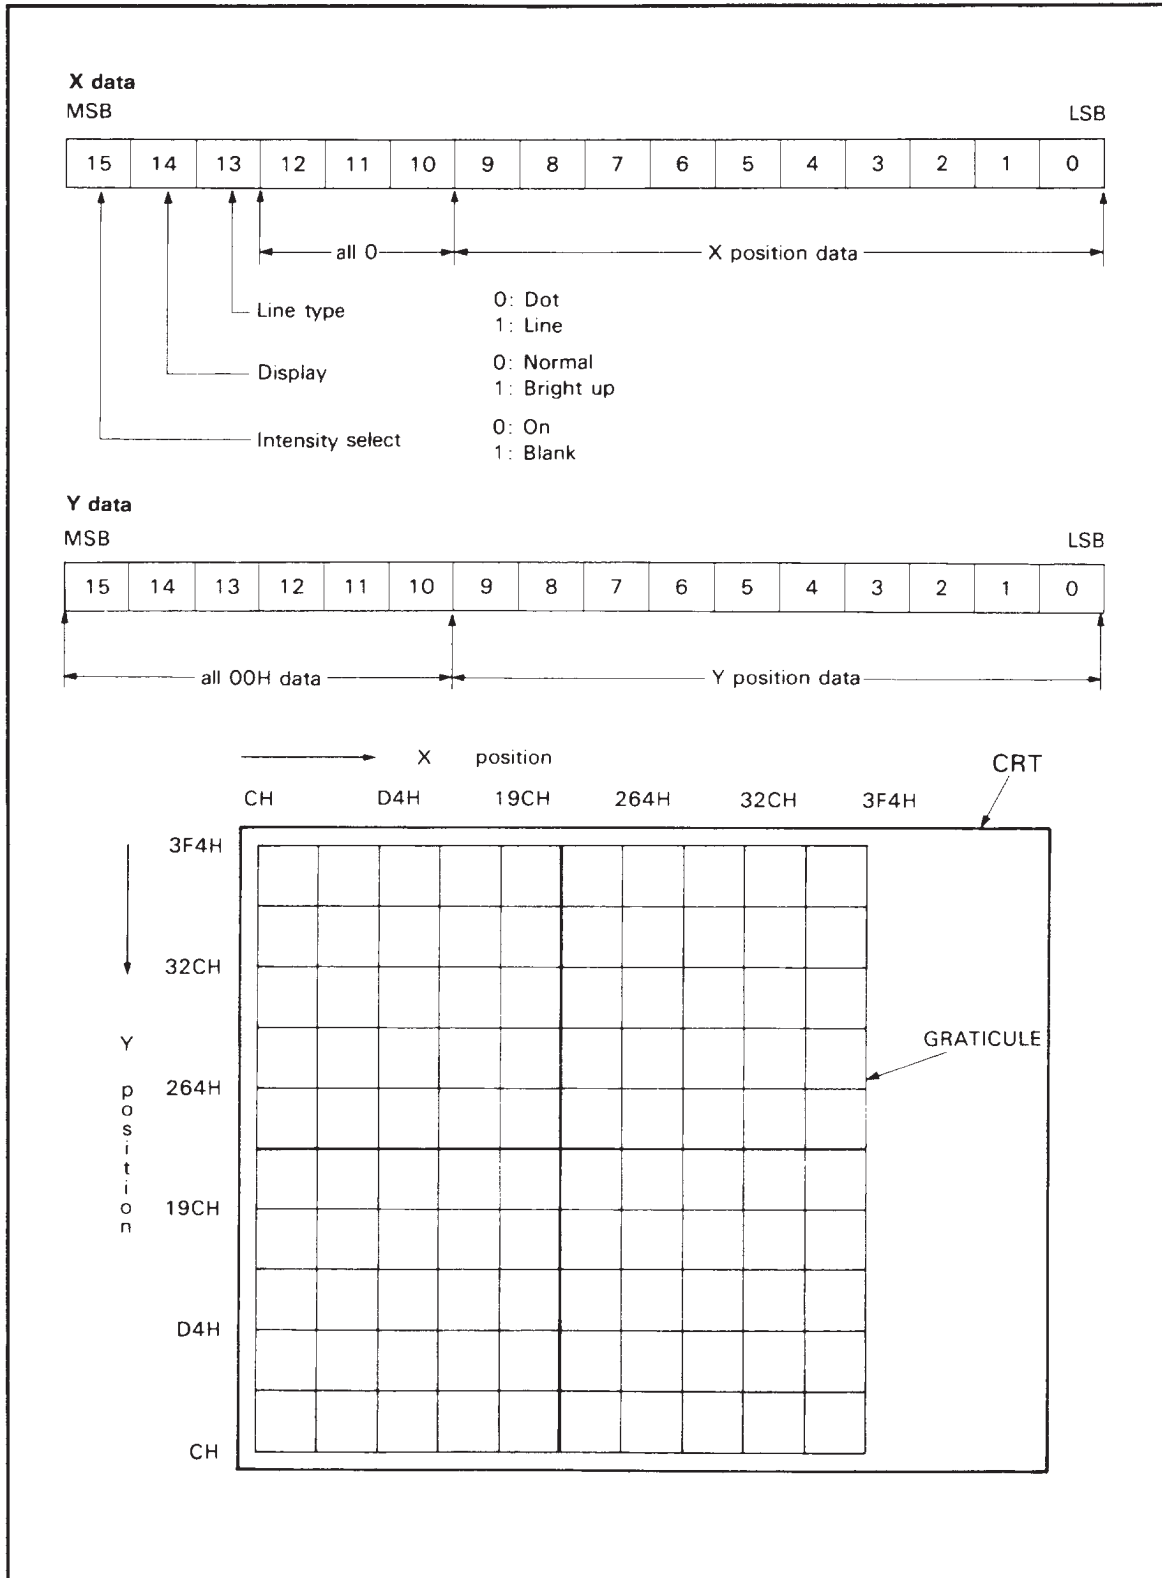 X data
MSB LSB
15 14 13 12 11 10 9 8 7 6 5 4 3 2 1 0
all 0 X position data
Line type 0: Dot
1: Line
Display 0: Normal
1: Bright up
Intensity select 0: On
1: Blank
Y data
MSB LSB
15 14 13 12 11 10 9 8 7 6 5 4 3 2 1 0
all 00H data Y position data
X position
CRT
CH D4H 19CH 264H 32CH 3F4H
3F4H
32CH
Y position
GRATICULE
264H
19CH
D4H
CH